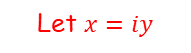 Let x = iy